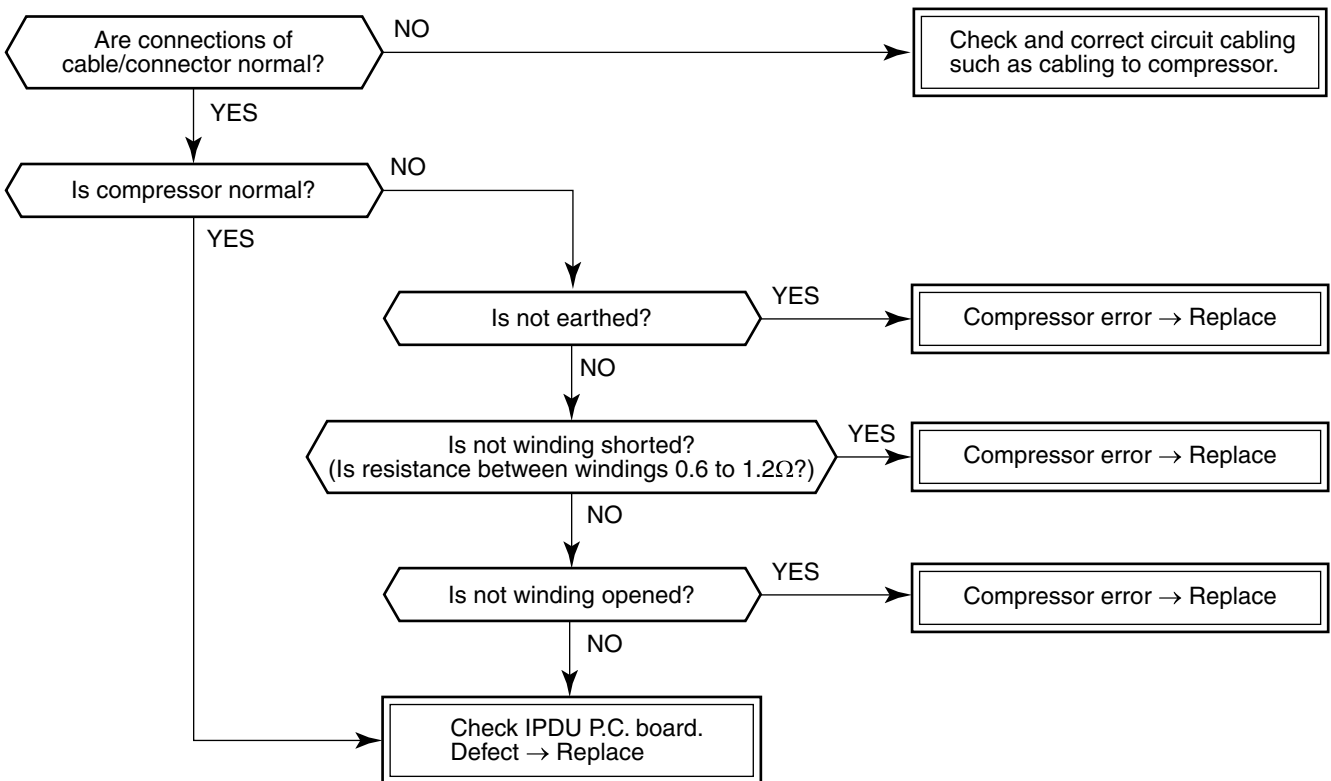 Are connections of
cable/connector normal?
NO
Check and correct circuit cabling
such as cabling to compressor.
YES
Is compressor normal?
NO
YES
Is not earthed?
YES
Compressor error → Replace
NO
Is not winding shorted?
(Is resistance between windings 0.6 to 1.2Ω?)
YES
Compressor error → Replace
NO
Is not winding opened?
YES
Compressor error → Replace
NO
Check IPDU P.C. board.
Defect → Replace